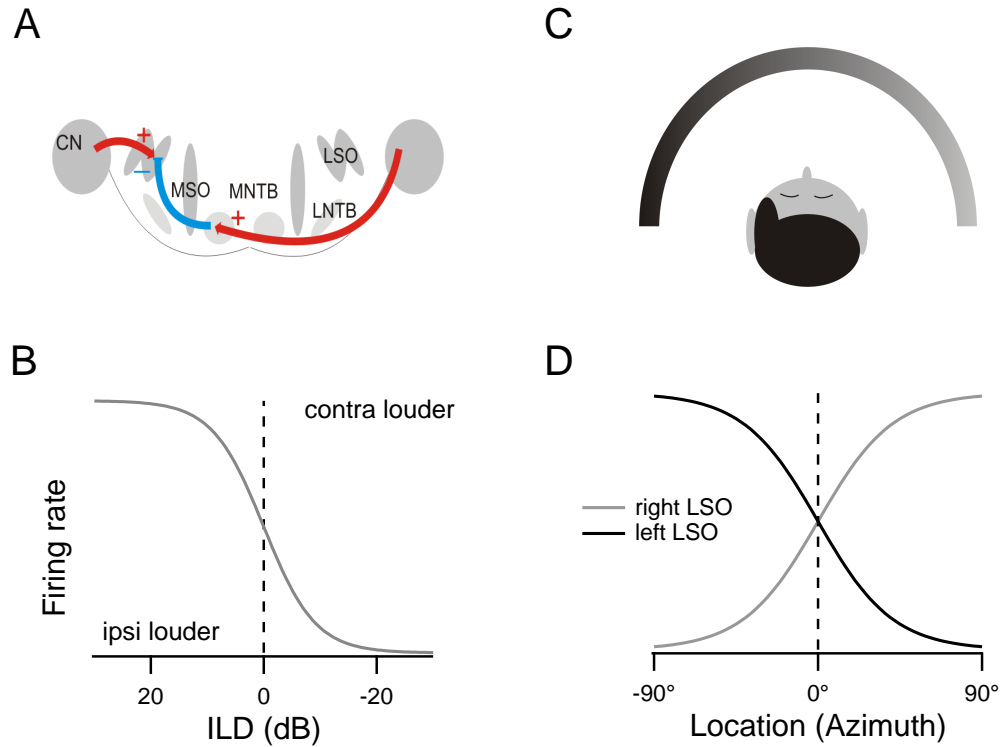 A
CN
+
–
MSO
MNTB
+
LSO
LNTB
B
contra louder
Firing rate
ipsi louder
20
0
-20
ILD (dB)
C
D
right LSO
left LSO
-90°
0°
90°
Location (Azimuth)